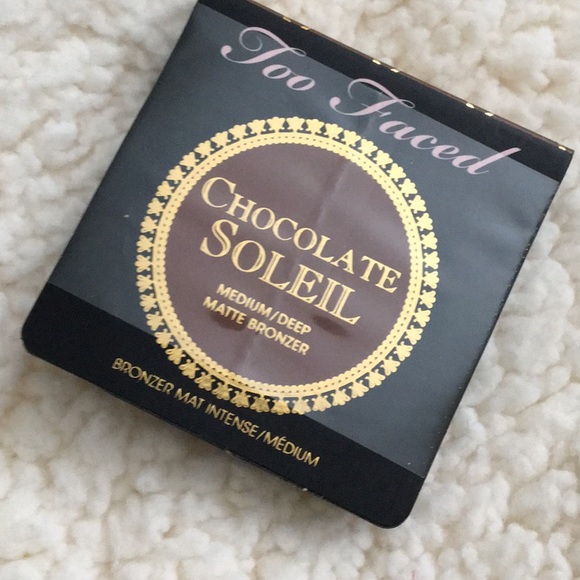 Too Faced
CHOCOLATE
SOLEIL
MEDIUM/DEEP
MATTE BRONZER
BRONZER MAT INTENSE/MÉDIUM